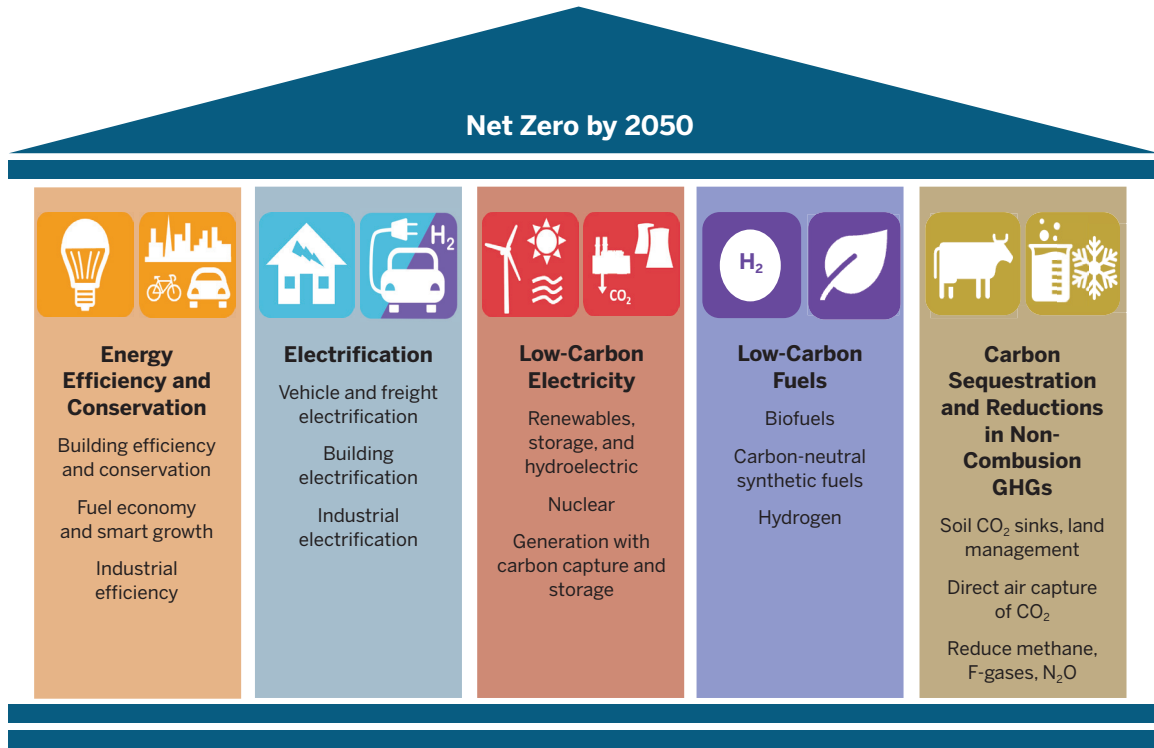 Net Zero by 2050
H₂
CO₂
H₂
Energy
Efficiency and
Conservation
Building efficiency
and conservation
Fuel economy
and smart growth
Industrial
efficiency
Electrification
Vehicle and freight
electrification
Building
electrification
Industrial
electrification
Low-Carbon
Electricity
Renewables,
storage, and
hydroelectric
Nuclear
Generation with
carbon capture and
storage
Low-Carbon
Fuels
Biofuels
Carbon-neutral
synthetic fuels
Hydrogen
Carbon
Sequestration
and Reductions
in Non-
Combusion
GHGs
Soil CO₂ sinks, land
management
Direct air capture
of CO₂
Reduce methane,
F-gases, N₂O